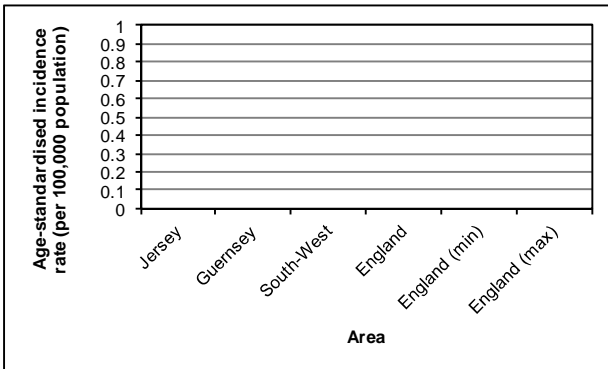 Age-standardised incidence
rate (per 100,000 population)
1
0.9
0.8
0.7
0.6
0.5
0.4
0.3
0.2
0.1
0
Jersey
Guernsey
South-West
England
England (min)
England (max)
Area